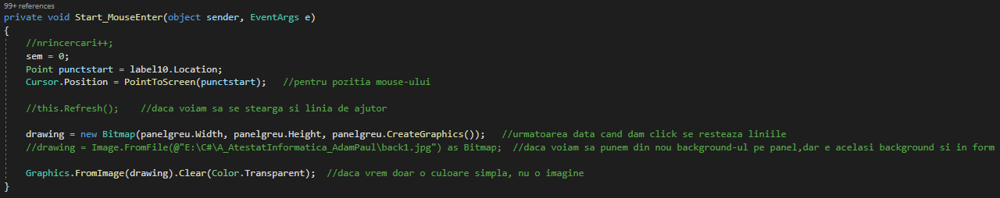 99+ references
private void Start_MouseEnter(object sender, EventArgs e)
{
//nrincercari++;
sem = 0;
Point punctstart = label10.Location;
Cursor.Position = PointToScreen(punctstart);   //pentru pozitia mouse-ului
//this.Refresh();    //daca voiam sa se stearga si linia de ajutor
drawing = new Bitmap(panelgreu.Width, panelgreu.Height, panelgreu.CreateGraphics());   //urmatoarea data cand dam click se reseteaza liniile
//drawing = Image.FromFile(@"E:\C#\A_AtestatInformatica_AdamPaul\back1.jpg") as Bitmap;  //daca voiam sa punem din nou background-ul pe panel,dar e acelasi background si in form
Graphics.FromImage(drawing).Clear(Color.Transparent);  //daca vrem doar o culoare simpla, nu o imagine
}